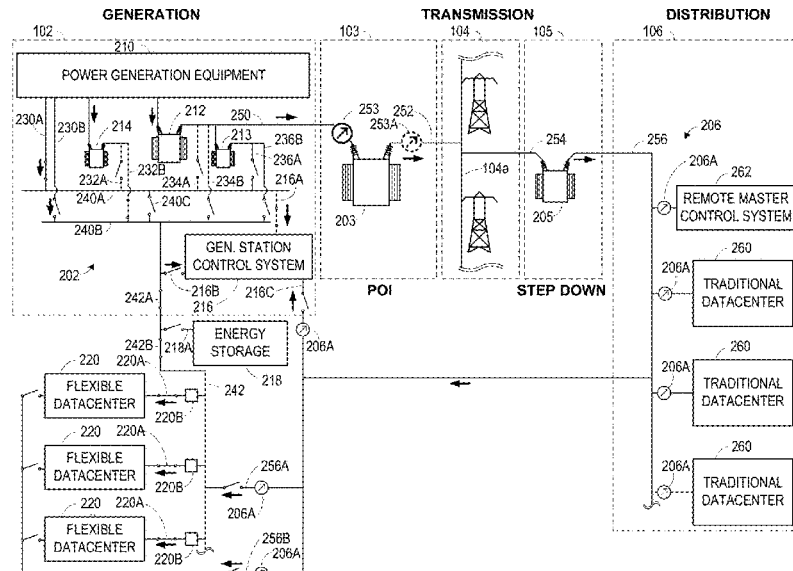 GENERATION
TRANSMISSION
DISTRIBUTION
102
210
103
104
105
106
POWER GENERATION EQUIPMENT
230A
230B
214
212
250
213
236B
236A
253
252
253A
254
256
206
206A
262
REMOTE MASTER
CONTROL SYSTEM
232A
232B
234A
234B
216A
240A
240C
240B
104a
203
205
GEN. STATION
CONTROL SYSTEM
202
242A
216B
216
216C
POI
STEP DOWN
206A
260
TRADITIONAL
DATACENTER
242B
218A
ENERGY
STORAGE
218
206A
220
220A
FLEXIBLE
DATACENTER
220B
242
206A
260
TRADITIONAL
DATACENTER
220
220A
FLEXIBLE
DATACENTER
220B
256A
206A
206A
260
TRADITIONAL
DATACENTER
220
220A
FLEXIBLE
DATACENTER
220B
256B
206A